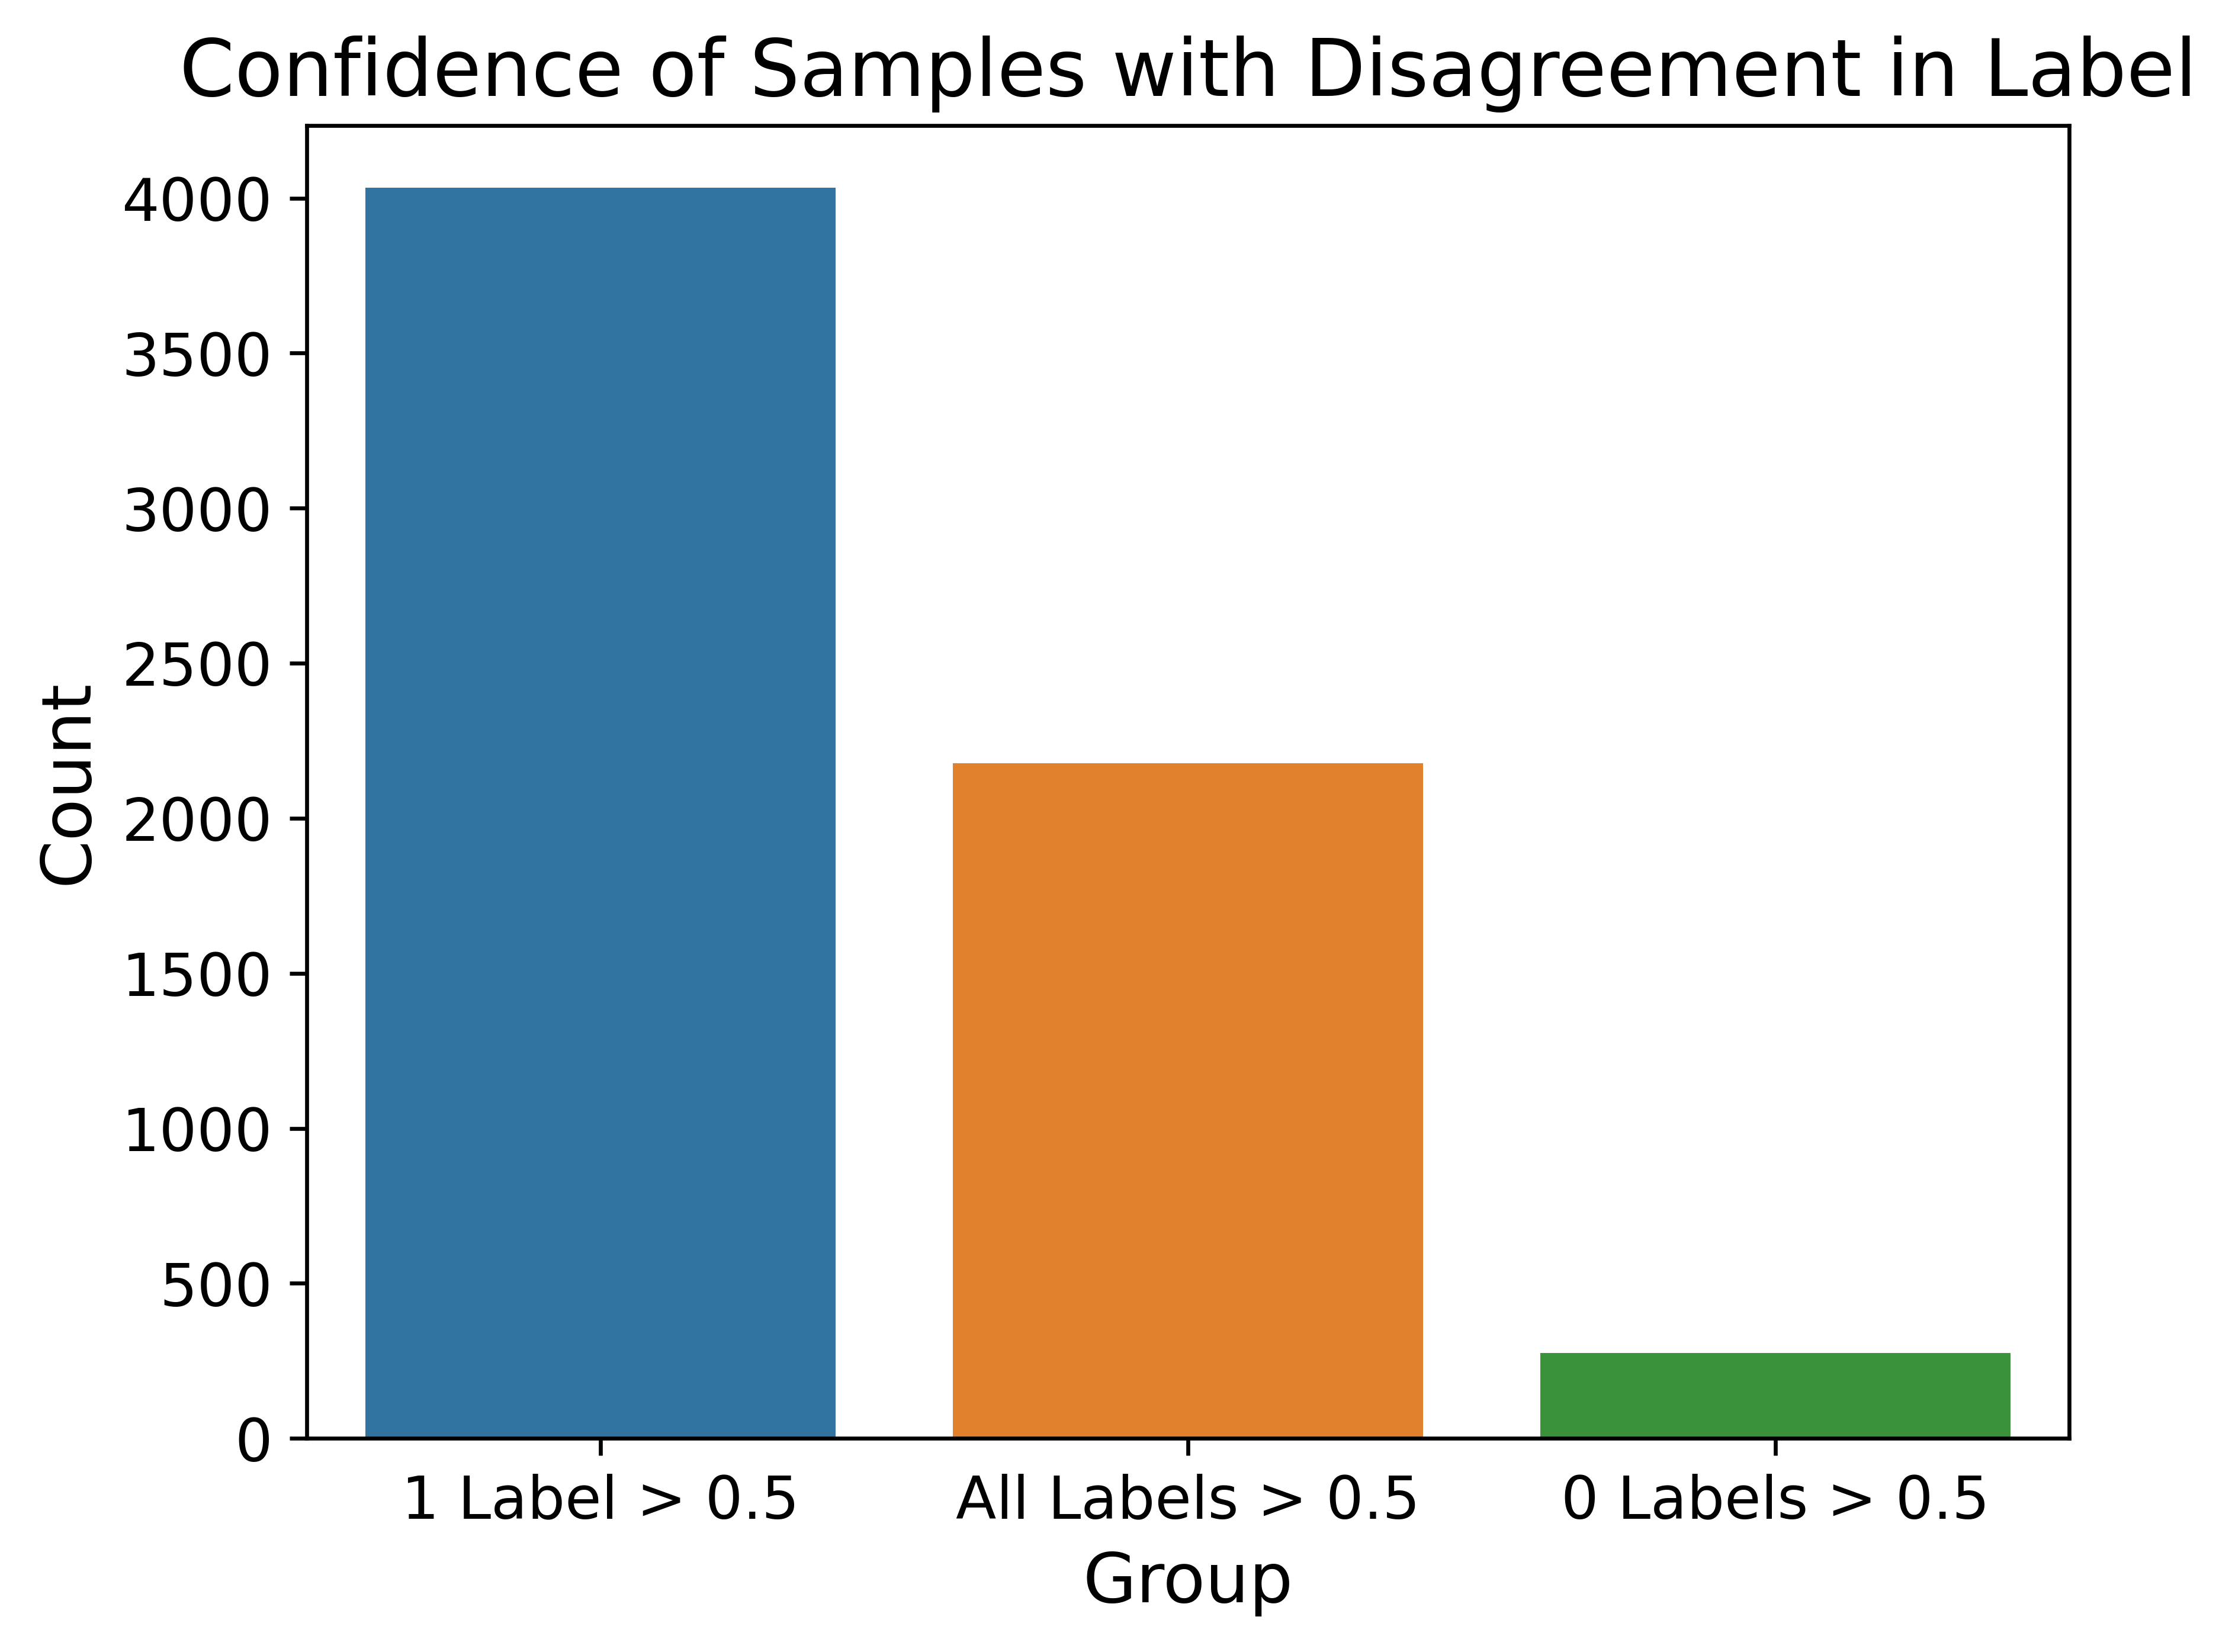 Confidence of Samples with Disagreement in Label
4000
3500
3000
2500
2000
1500
1000
500
0
Count
1 Label > 0.5
All Labels > 0.5
0 Labels > 0.5
Group